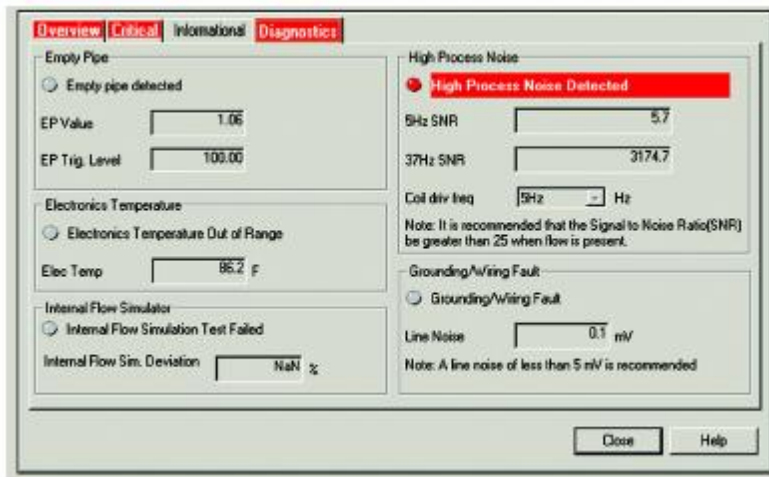 Overview Critical Informational Diagnostics
Empty Pipe
Empty pipe detected
EP Value 1.06
EP Trig. Level 100.00
Electronics Temperature
Electronics Temperature Out of Range
Elec Temp 86.2 F
Internal Flow Simulator
Internal Flow Simulation Test Failed
Internal Flow Sim. Deviation NaN %
High Process Noise
High Process Noise Detected
5Hz SNR 5.7
37Hz SNR 3174.7
Coil driv freq 5Hz Hz
Note: It is recommended that the Signal to Noise Ratio(SNR)
be greater than 25 when flow is present.
Grounding/Wiring Fault
Grounding/Wiring Fault
Line Noise 0.1 mV
Note: A line noise of less than 5 mV is recommended
Close Help